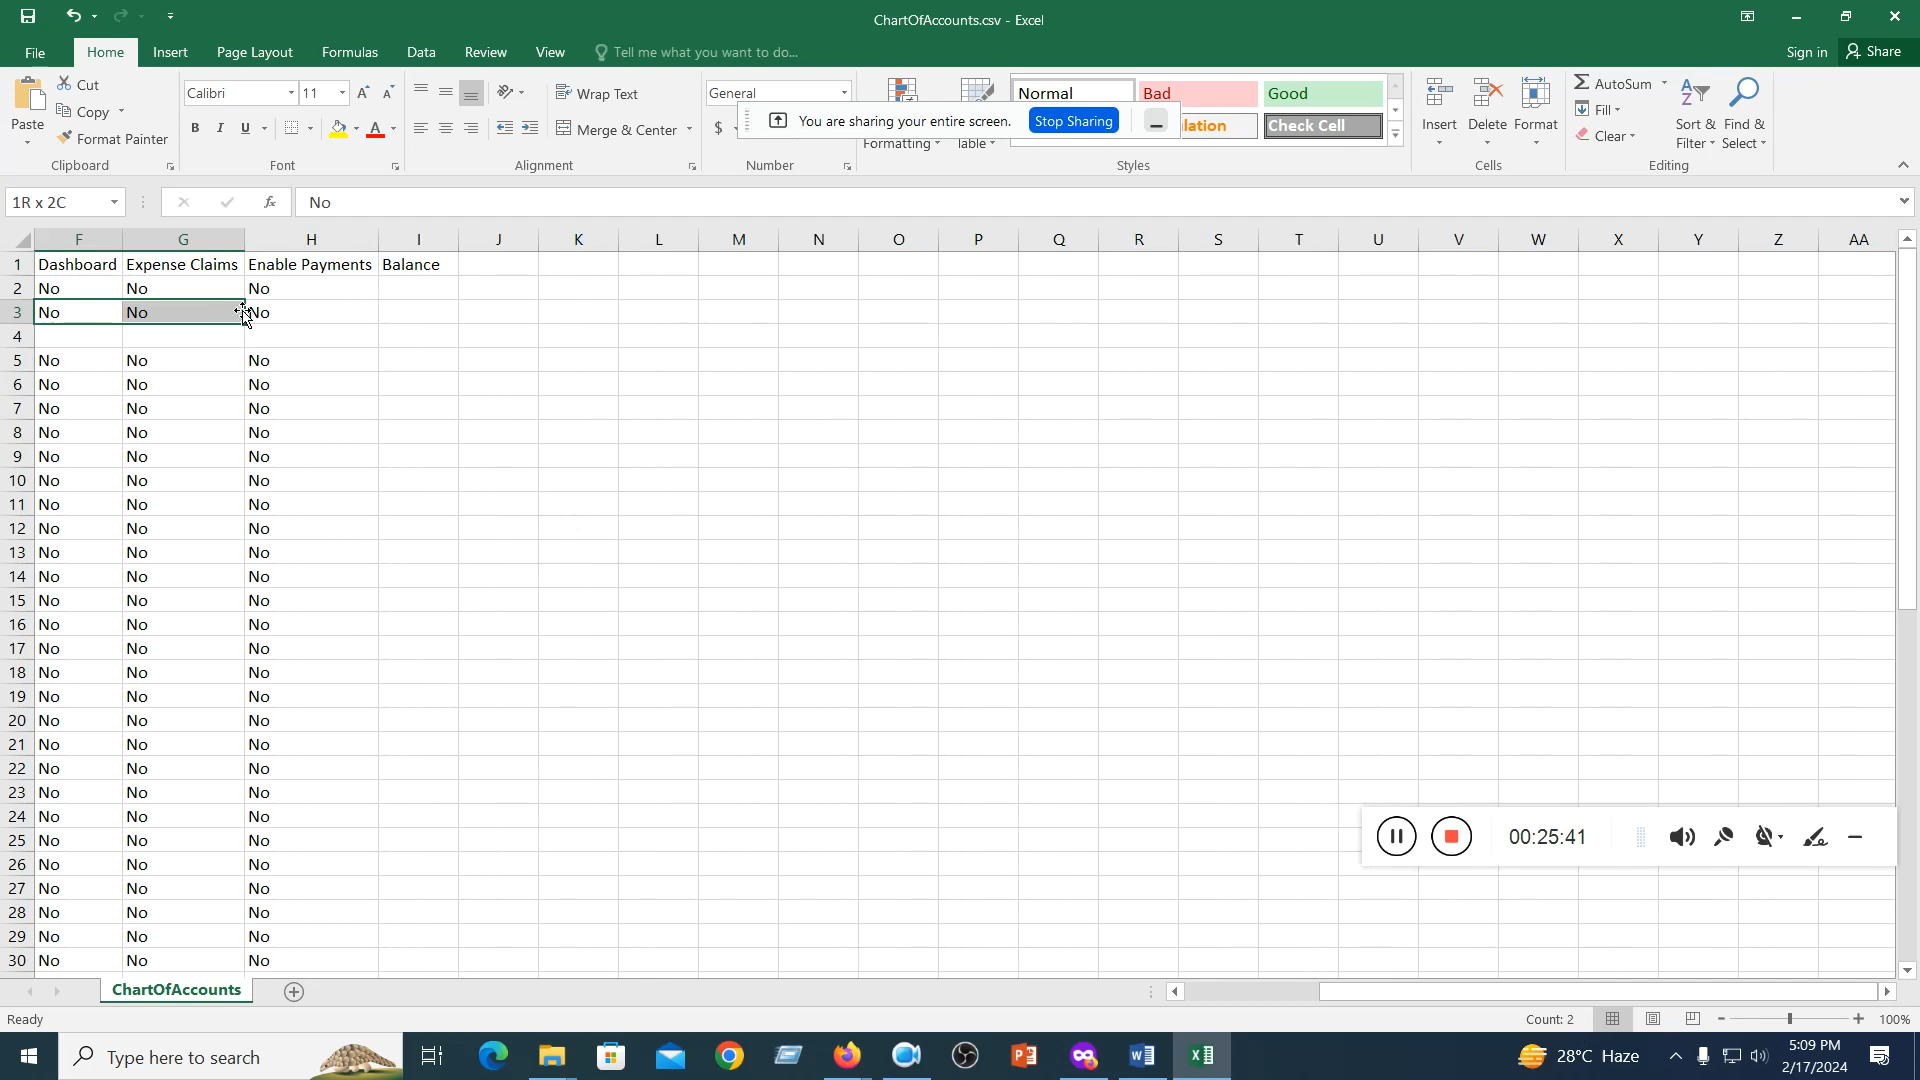 ChartOfAccounts.csv - Excel
File Home Insert Page Layout Formulas Data Review View Tell me what you want to do... Sign in Share
Paste Cut Copy Format Painter Clipboard
Calibri 11 B I U A Font
Wrap Text Merge & Center Alignment
General $ Number
Formatting Table Normal Bad Good lation Check Cell Styles
You are sharing your entire screen. Stop Sharing
Insert Delete Format Cells
AutoSum Fill Clear Sort & Filter Find & Select Editing
1R x 2C fx No
F G H I J K L M N O P Q R S T U V W X Y Z AA
1 Dashboard Expense Claims Enable Payments Balance
2 No No No
3 No No No
4
5 No No No
6 No No No
7 No No No
8 No No No
9 No No No
10 No No No
11 No No No
12 No No No
13 No No No
14 No No No
15 No No No
16 No No No
17 No No No
18 No No No
19 No No No
20 No No No
21 No No No
22 No No No
23 No No No
24 No No No
25 No No No
26 No No No
27 No No No
28 No No No
29 No No No
30 No No No
00:25:41
ChartOfAccounts
Ready Count: 2 100%
Type here to search 28°C Haze 5:09 PM
2/17/2024